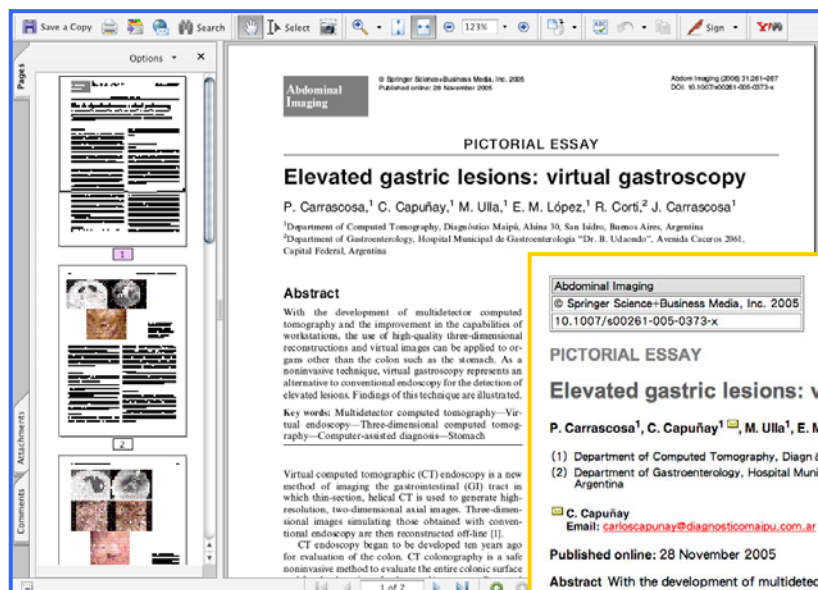 Save a Copy
Search
Select
123%
Sign
Options
Pages
Attachments
Comments
1
2
Abdominal
Imaging
© Springer Science+Business Media, Inc. 2005
Published online: 28 November 2005
Abdom Imaging (2006) 31:261–267
DOI: 10.1007/s00261-005-0373-x
PICTORIAL ESSAY
Elevated gastric lesions: virtual gastroscopy
P. Carrascosa,¹ C. Capuñay,¹ M. Ulla,¹ E. M. López,¹ R. Corti,² J. Carrascosa¹
¹Department of Computed Tomography, Diagnóstico Maipú, Alsina 30, San Isidro, Buenos Aires, Argentina
²Department of Gastroenterology, Hospital Municipal de Gastroenterologia “Dr. B. Udaondo”, Avenida Caceros 2061,
Capital Federal, Argentina
Abstract
With the development of multidetector computed
tomography and the improvement in the capabilities of
workstations, the use of high-quality three-dimensional
reconstructions and virtual images can be applied to or-
gans other than the colon such as the stomach. As a
noninvasive technique, virtual gastroscopy represents an
alternative to conventional endoscopy for the detection of
elevated lesions. Findings of this technique are illustrated.
Key words: Multidetector computed tomography—Vir-
tual endoscopy—Three-dimensional computed tomog-
raphy—Computer-assisted diagnosis—Stomach
Virtual computed tomographic (CT) endoscopy is a new
method of imaging the gastrointestinal (GI) tract in
which thin-section, helical CT is used to generate high-
resolution, two-dimensional axial images. Three-dimen-
sional images simulating those obtained with conven-
tional endoscopy are then reconstructed off-line [1].
CT endoscopy began to be developed ten years ago
for evaluation of the colon. CT colonography is a safe
noninvasive method to evaluate the entire colonic surface
1 of 7
Abdominal Imaging
© Springer Science+Business Media, Inc. 2005
10.1007/s00261-005-0373-x
PICTORIAL ESSAY
Elevated gastric lesions: v
P. Carrascosa¹, C. Capuñay¹, M. Ulla¹, E. M
(1) Department of Computed Tomography, Diagn
(2) Department of Gastroenterology, Hospital Muni
Argentina
C. Capuñay
Email: carloscapunay@diagnosticomaipu.com.ar
Published online: 28 November 2005
Abstract With the development of multidetec